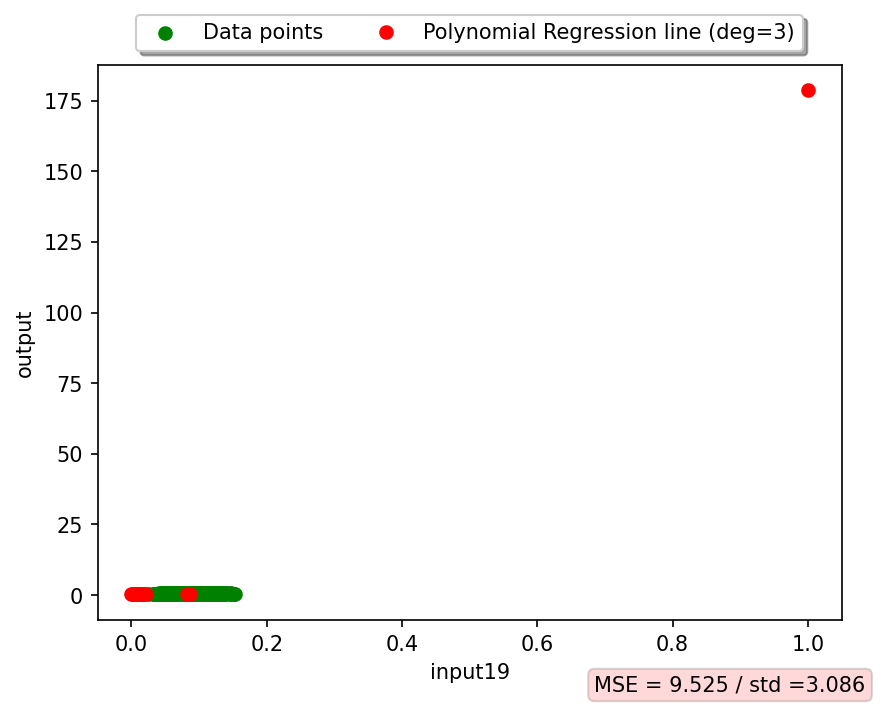 Data points
Polynomial Regression line (deg=3)
175
150
125
100
75
50
25
0
output
0.0
0.2
0.4
0.6
0.8
1.0
input19
MSE = 9.525 / std =3.086